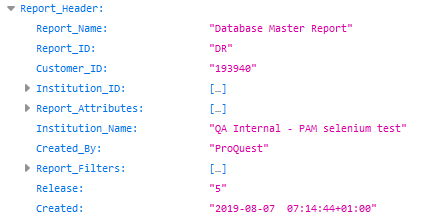 Report_Header:
Report_Name: "Database Master Report"
Report_ID: "DR"
Customer_ID: "193940"
Institution_ID: […]
Report_Attributes: […]
Institution_Name: "QA Internal - PAM selenium test"
Created_By: "ProQuest"
Report_Filters: […]
Release: "5"
Created: "2019-08-07  07:14:44+01:00"